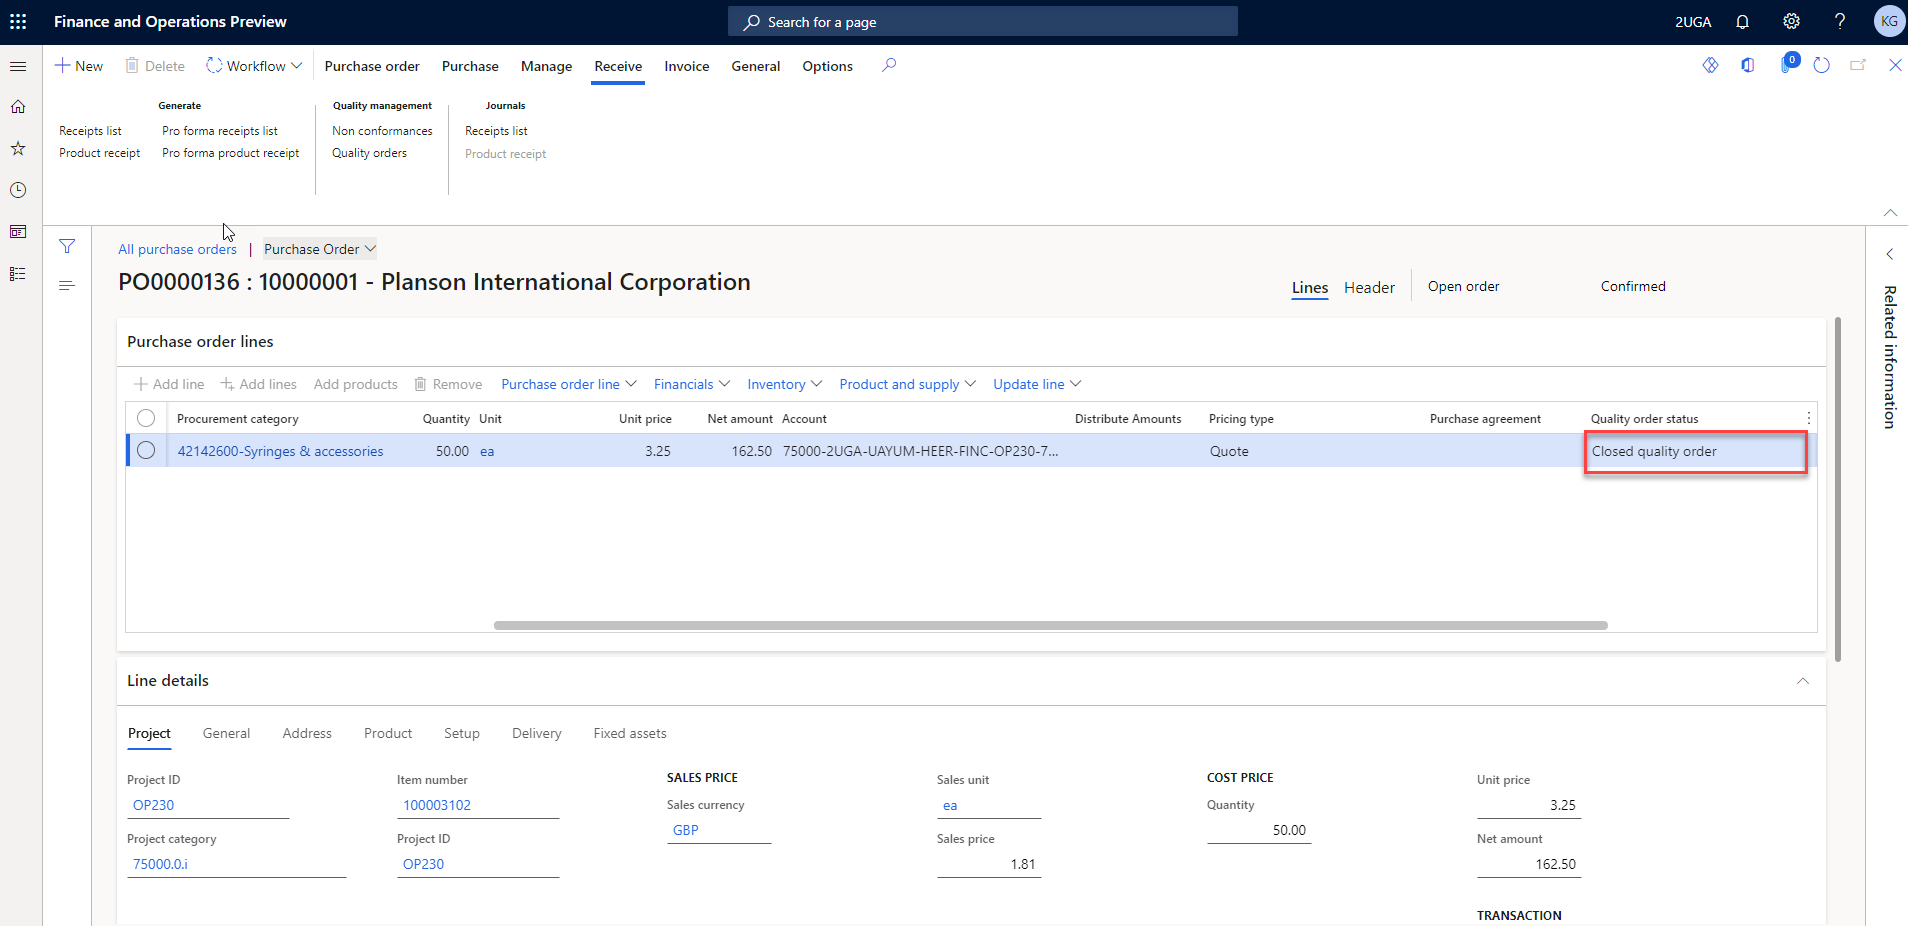 Finance and Operations Preview
Search for a page
2UGA
?
KG
New
Delete
Workflow
Purchase order
Purchase
Manage
Receive
Invoice
General
Options
0
Generate
Quality management
Journals
Receipts list
Pro forma receipts list
Non conformances
Receipts list
Product receipt
Pro forma product receipt
Quality orders
Product receipt
All purchase orders | Purchase Order
PO0000136 : 10000001 - Planson International Corporation
Lines
Header
Open order
Confirmed
Related information
Purchase order lines
Add line
Add lines
Add products
Remove
Purchase order line
Financials
Inventory
Product and supply
Update line
Procurement category
Quantity
Unit
Unit price
Net amount
Account
Distribute Amounts
Pricing type
Purchase agreement
Quality order status
42142600-Syringes & accessories
50.00
ea
3.25
162.50
75000-2UGA-UAYUM-HEER-FINC-OP230-7...
Quote
Closed quality order
Line details
Project
General
Address
Product
Setup
Delivery
Fixed assets
Project ID
OP230
Project category
75000.0.i
Item number
100003102
Project ID
OP230
SALES PRICE
Sales currency
GBP
Sales unit
ea
Sales price
1.81
COST PRICE
Quantity
50.00
Unit price
3.25
Net amount
162.50
TRANSACTION